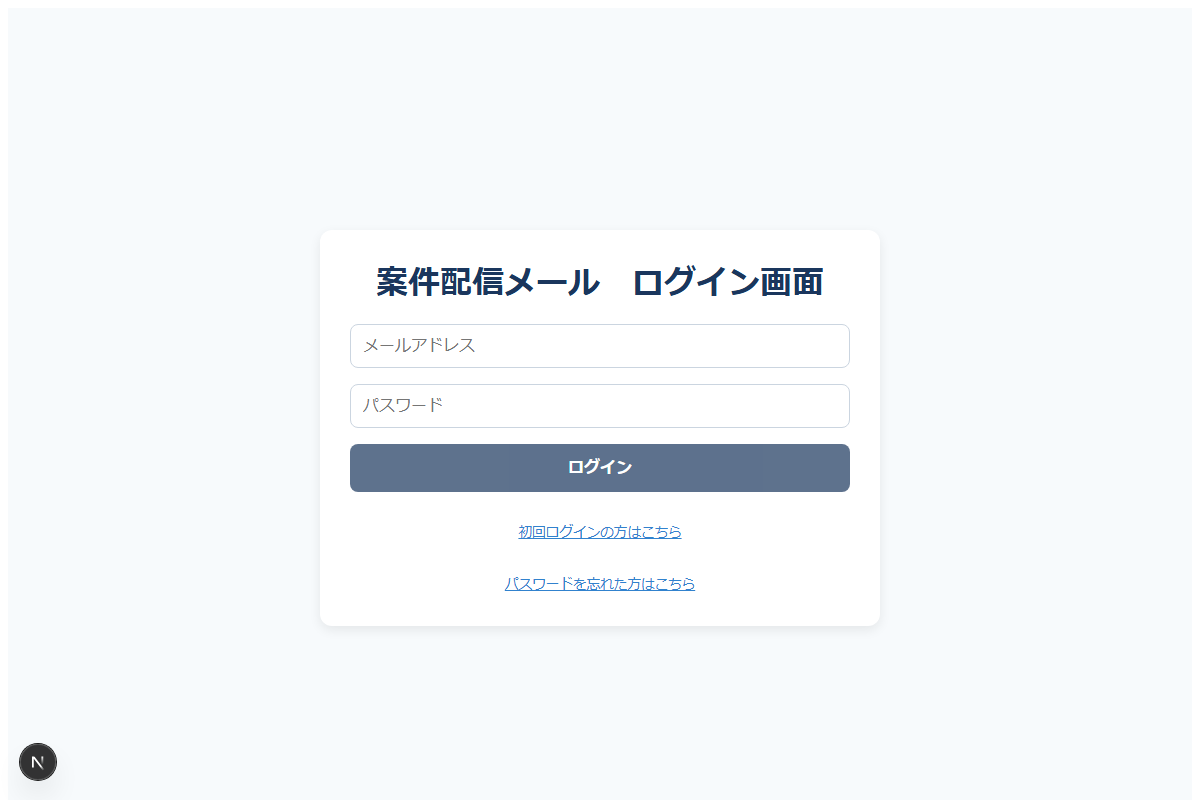 案件配信メール　ログイン画面
メールアドレス
パスワード
ログイン
初回ログインの方はこちら
パスワードを忘れた方はこちら
N